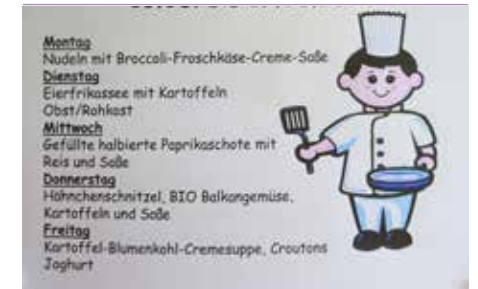 Montag
Nudeln mit Broccoli-Froschkäse-Creme-Soße
Dienstag
Eierfrikassee mit Kartoffeln
Obst/Rohkost
Mittwoch
Gefüllte halbierte Paprikaschote mit
Reis und Soße
Donnerstag
Hähnchenschnitzel, BIO Balkangemüse,
Kartoffeln und Soße
Freitag
Kartoffel-Blumenkohl-Cremesuppe, Croutons
Joghurt